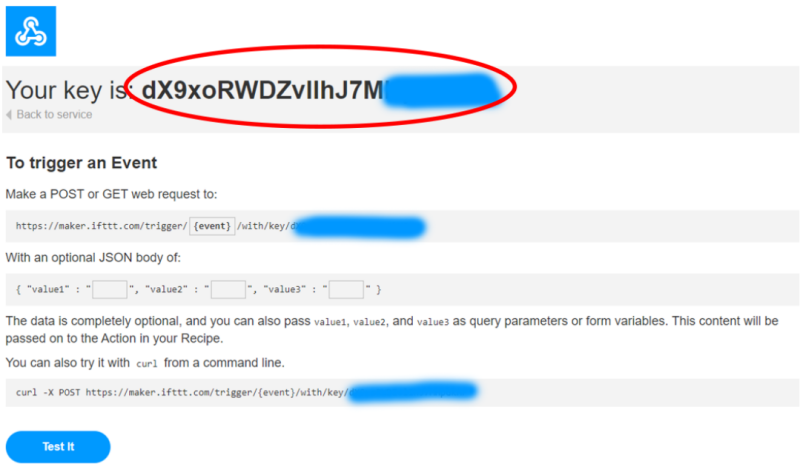 Your key is: dX9xoRWDZvIlhJ7M
Back to service
To trigger an Event
Make a POST or GET web request to:
https://maker.ifttt.com/trigger/ {event} /with/key/d
With an optional JSON body of:
{ "value1" : "", "value2" : "", "value3" : "" }
The data is completely optional, and you can also pass value1, value2, and value3 as query parameters or form variables. This content will be
passed on to the Action in your Recipe.
You can also try it with curl from a command line.
curl -X POST https://maker.ifttt.com/trigger/{event}/with/key/
Test It